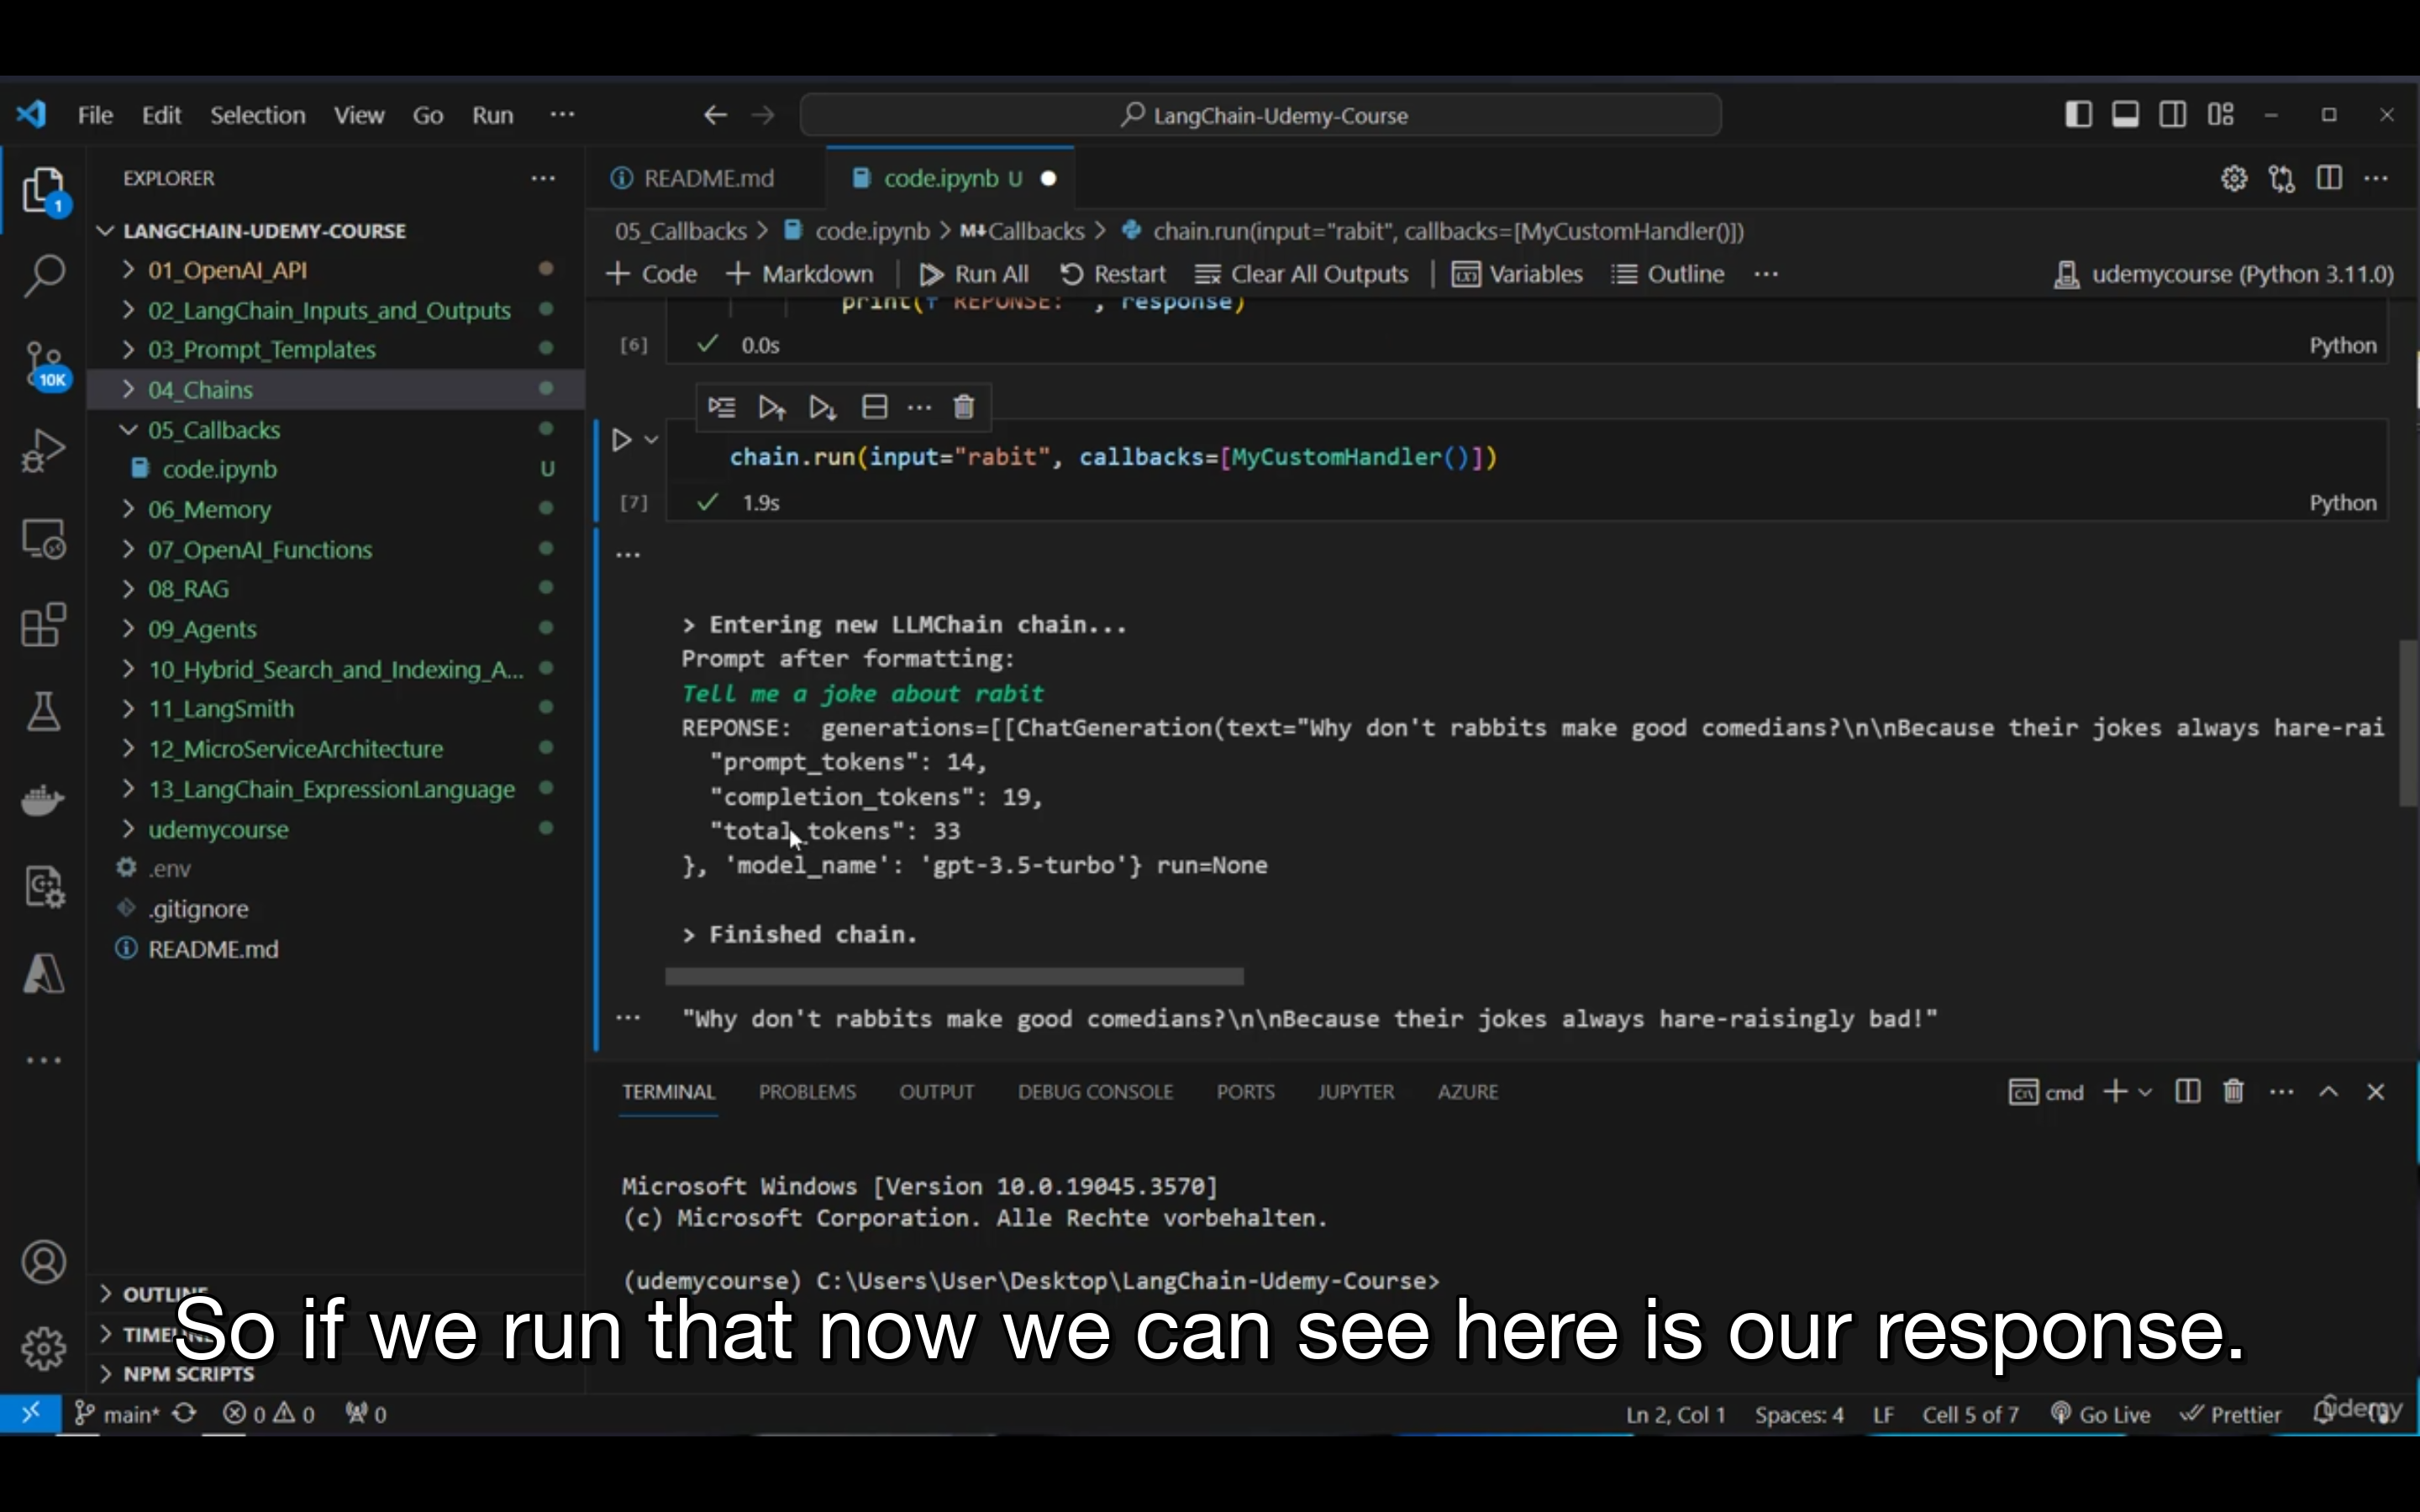 File Edit Selection View Go Run ···
LangChain-Udemy-Course
EXPLORER
README.md
code.ipynb U
05_Callbacks > code.ipynb > M↓Callbacks > chain.run(input="rabit", callbacks=[MyCustomHandler()])
+ Code + Markdown Run All Restart Clear All Outputs Variables Outline ··· udemycourse (Python 3.11.0)
1
10K
LANGCHAIN-UDEMY-COURSE
01_OpenAI_API
02_LangChain_Inputs_and_Outputs
03_Prompt_Templates
04_Chains
05_Callbacks
code.ipynb U
06_Memory
07_OpenAI_Functions
08_RAG
09_Agents
10_Hybrid_Search_and_Indexing_A...
11_LangSmith
12_MicroServiceArchitecture
13_LangChain_ExpressionLanguage
udemycourse
.env
.gitignore
README.md
OUTLINE
TIMELINE
NPM SCRIPTS
print(f"REPONSE: ", response)
[6] 0.0s Python
chain.run(input="rabit", callbacks=[MyCustomHandler()])
[7] 1.9s Python
> Entering new LLMChain chain...
Prompt after formatting:
Tell me a joke about rabit
REPONSE:  generations=[[ChatGeneration(text="Why don't rabbits make good comedians?\n\nBecause their jokes always hare-rai
"prompt_tokens": 14,
"completion_tokens": 19,
"total_tokens": 33
}, 'model_name': 'gpt-3.5-turbo'} run=None
> Finished chain.
"Why don't rabbits make good comedians?\n\nBecause their jokes always hare-raisingly bad!"
TERMINAL PROBLEMS OUTPUT DEBUG CONSOLE PORTS JUPYTER AZURE
cmd
Microsoft Windows [Version 10.0.19045.3570]
(c) Microsoft Corporation. Alle Rechte vorbehalten.
(udemycourse) C:\Users\User\Desktop\LangChain-Udemy-Course>
So if we run that now we can see here is our response.
main* 0 0 0
Ln 2, Col 1 Spaces: 4 LF Cell 5 of 7 Go Live Prettier
udemy